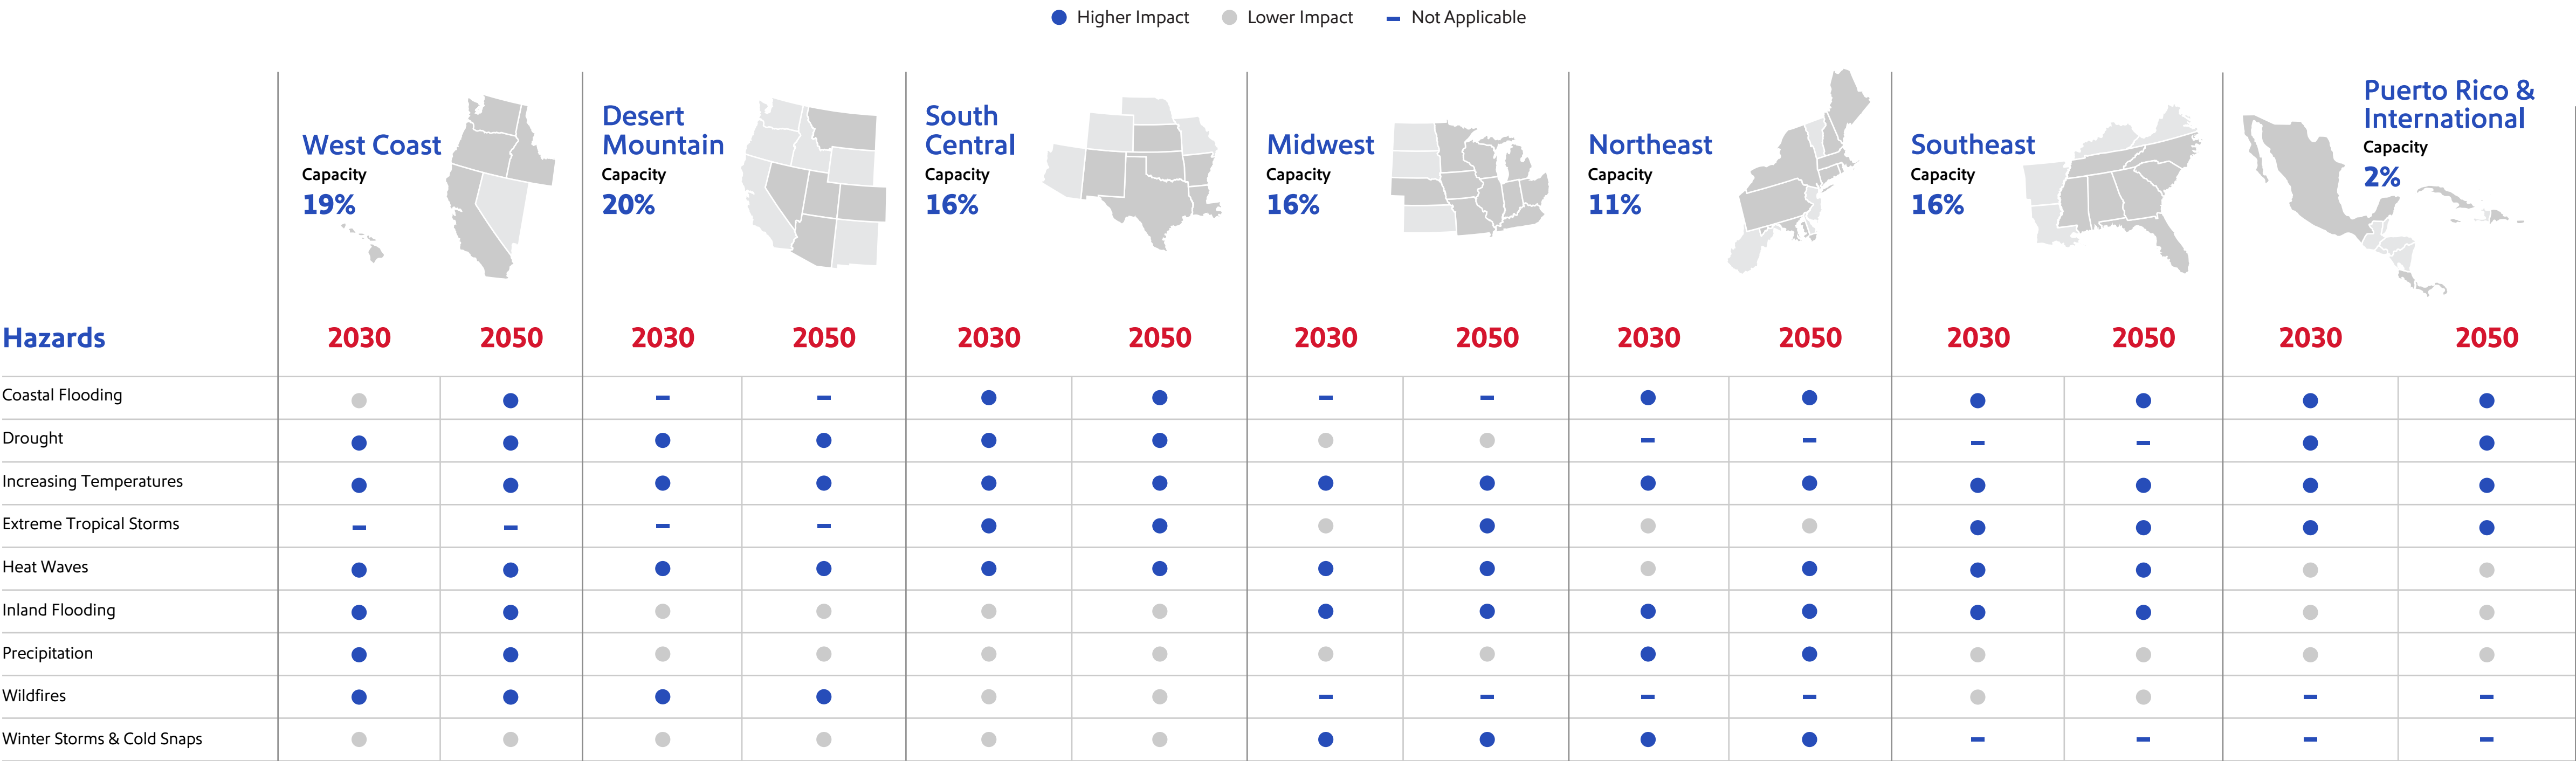 Higher Impact Lower Impact – Not Applicable
West Coast
Capacity
19%
Desert
Mountain
Capacity
20%
South
Central
Capacity
16%
Midwest
Capacity
16%
Northeast
Capacity
11%
Southeast
Capacity
16%
Puerto Rico &
International
Capacity
2%
Hazards 2030 2050 2030 2050 2030 2050 2030 2050 2030 2050 2030 2050 2030 2050
Coastal Flooding – – – –
Drought – – – –
Increasing Temperatures
Extreme Tropical Storms – – – –
Heat Waves
Inland Flooding
Precipitation
Wildfires – – – – – –
Winter Storms & Cold Snaps – – – –